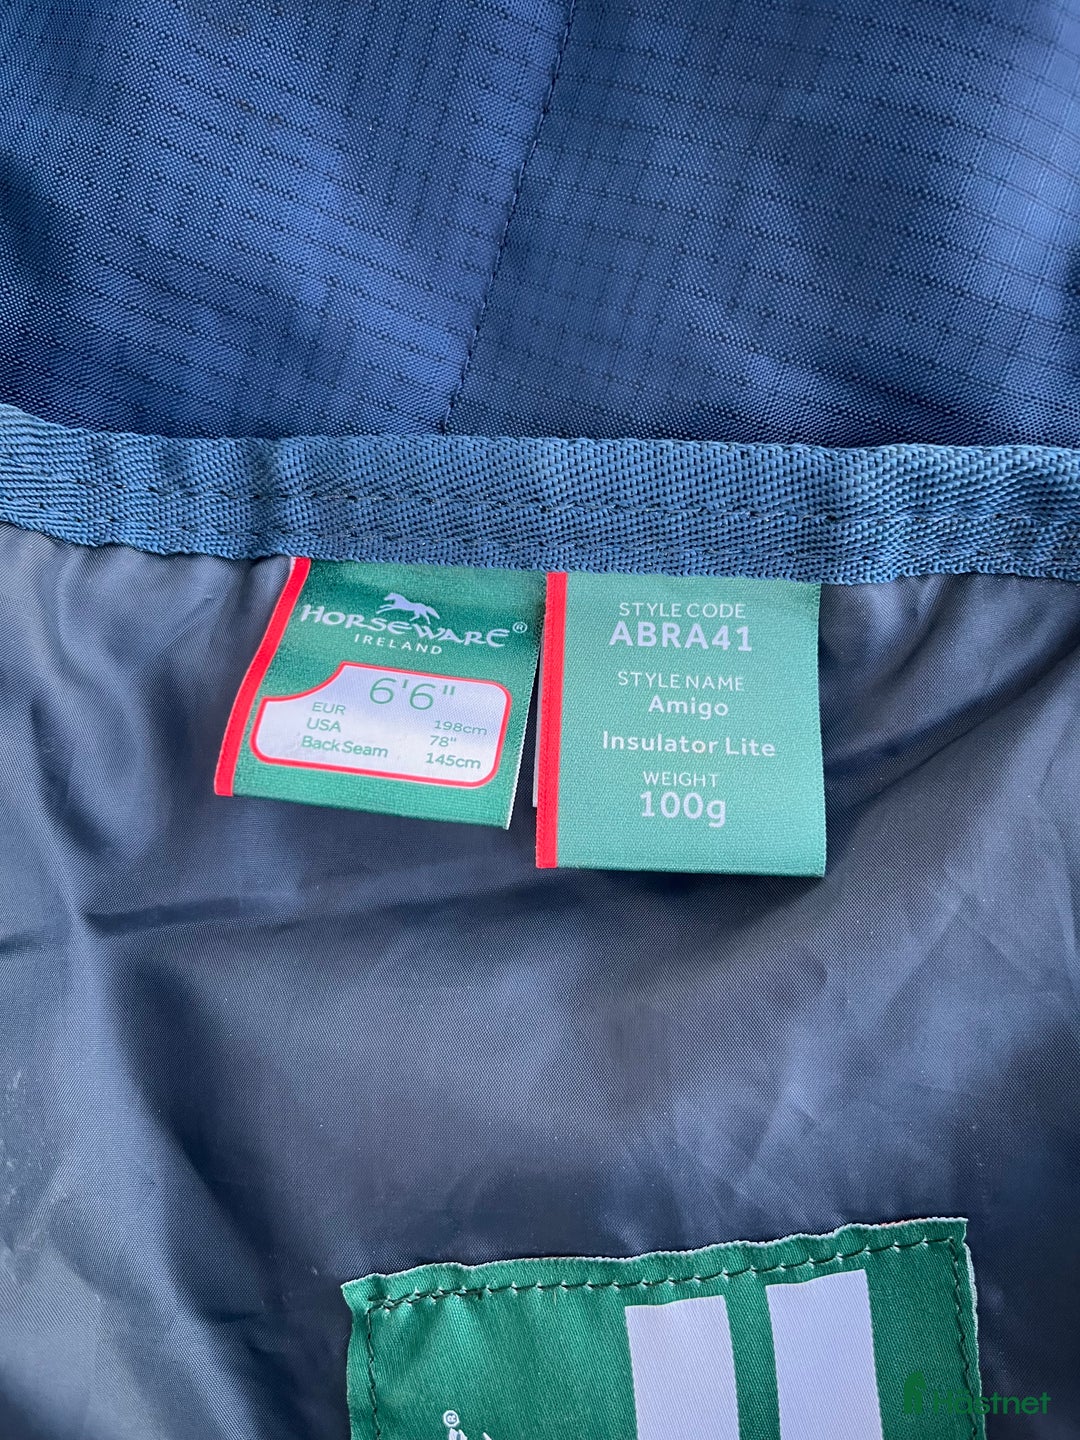 HORSEWARE®
IRELAND
6'6"
EUR 198cm
USA 78"
Back Seam 145cm
STYLE CODE
ABRA41
STYLE NAME
Amigo
Insulator Lite
WEIGHT
100g
®
Hästnet